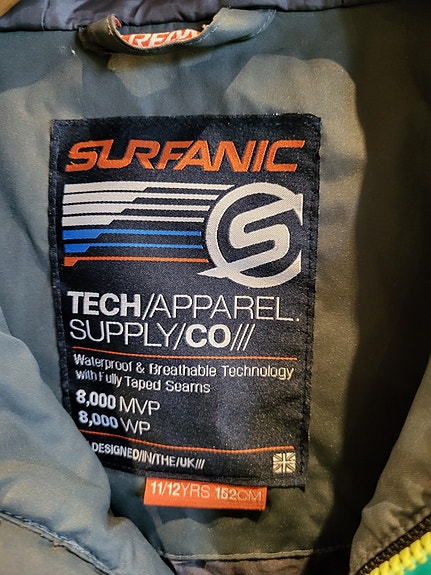 SURFANIC
TECH/APPAREL.
SUPPLY/CO///
Waterproof & Breathable Technology
with Fully Taped Seams
8,000 MVP
8,000 WP
DESIGNED/IN/THE/UK///
11/12YRS 152CM